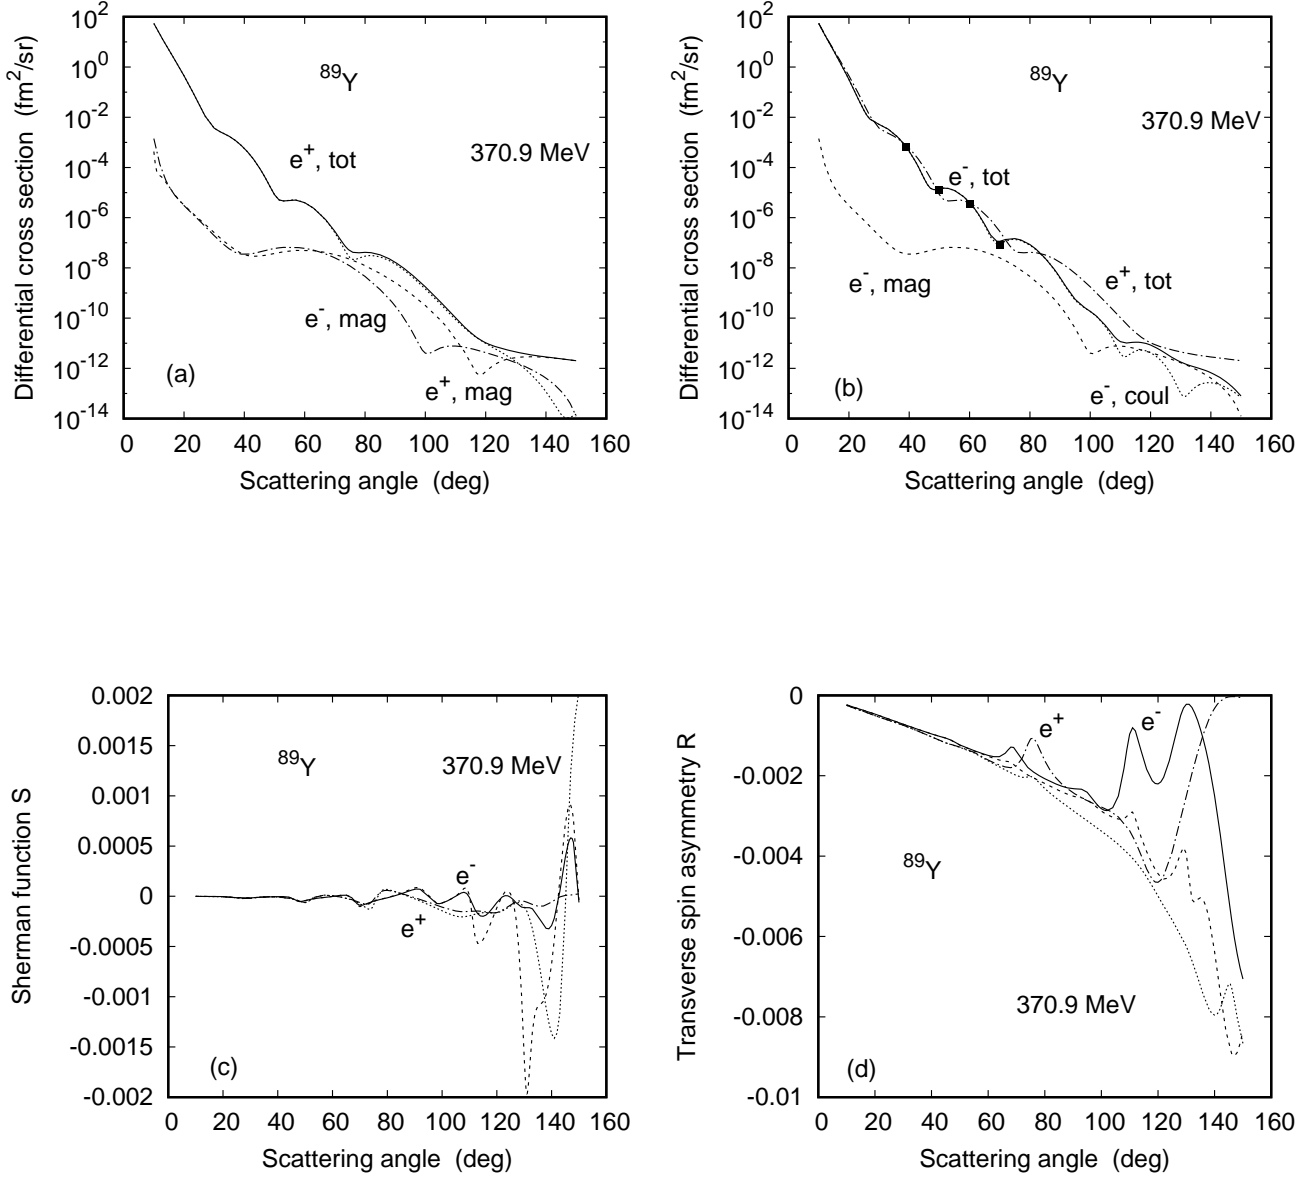 10^2
10^0
10^-2
10^-4
10^-6
10^-8
10^-10
10^-12
10^-14
0 20 40 60 80 100 120 140 160
Scattering angle (deg)
Differential cross section (fm^2/sr)
^89Y
370.9 MeV
e^+, tot
e^-, mag
e^+, mag
(a)
10^2
10^0
10^-2
10^-4
10^-6
10^-8
10^-10
10^-12
10^-14
0 20 40 60 80 100 120 140 160
Scattering angle (deg)
Differential cross section (fm^2/sr)
^89Y
370.9 MeV
e^-, tot
e^-, mag
e^+, tot
e^-, coul
(b)
0.002
0.0015
0.001
0.0005
0
-0.0005
-0.001
-0.0015
-0.002
0 20 40 60 80 100 120 140 160
Scattering angle (deg)
Sherman function S
^89Y
370.9 MeV
e^-
e^+
(c)
0
-0.002
-0.004
-0.006
-0.008
-0.01
0 20 40 60 80 100 120 140 160
Scattering angle (deg)
Transverse spin asymmetry R
e^+
e^-
^89Y
370.9 MeV
(d)